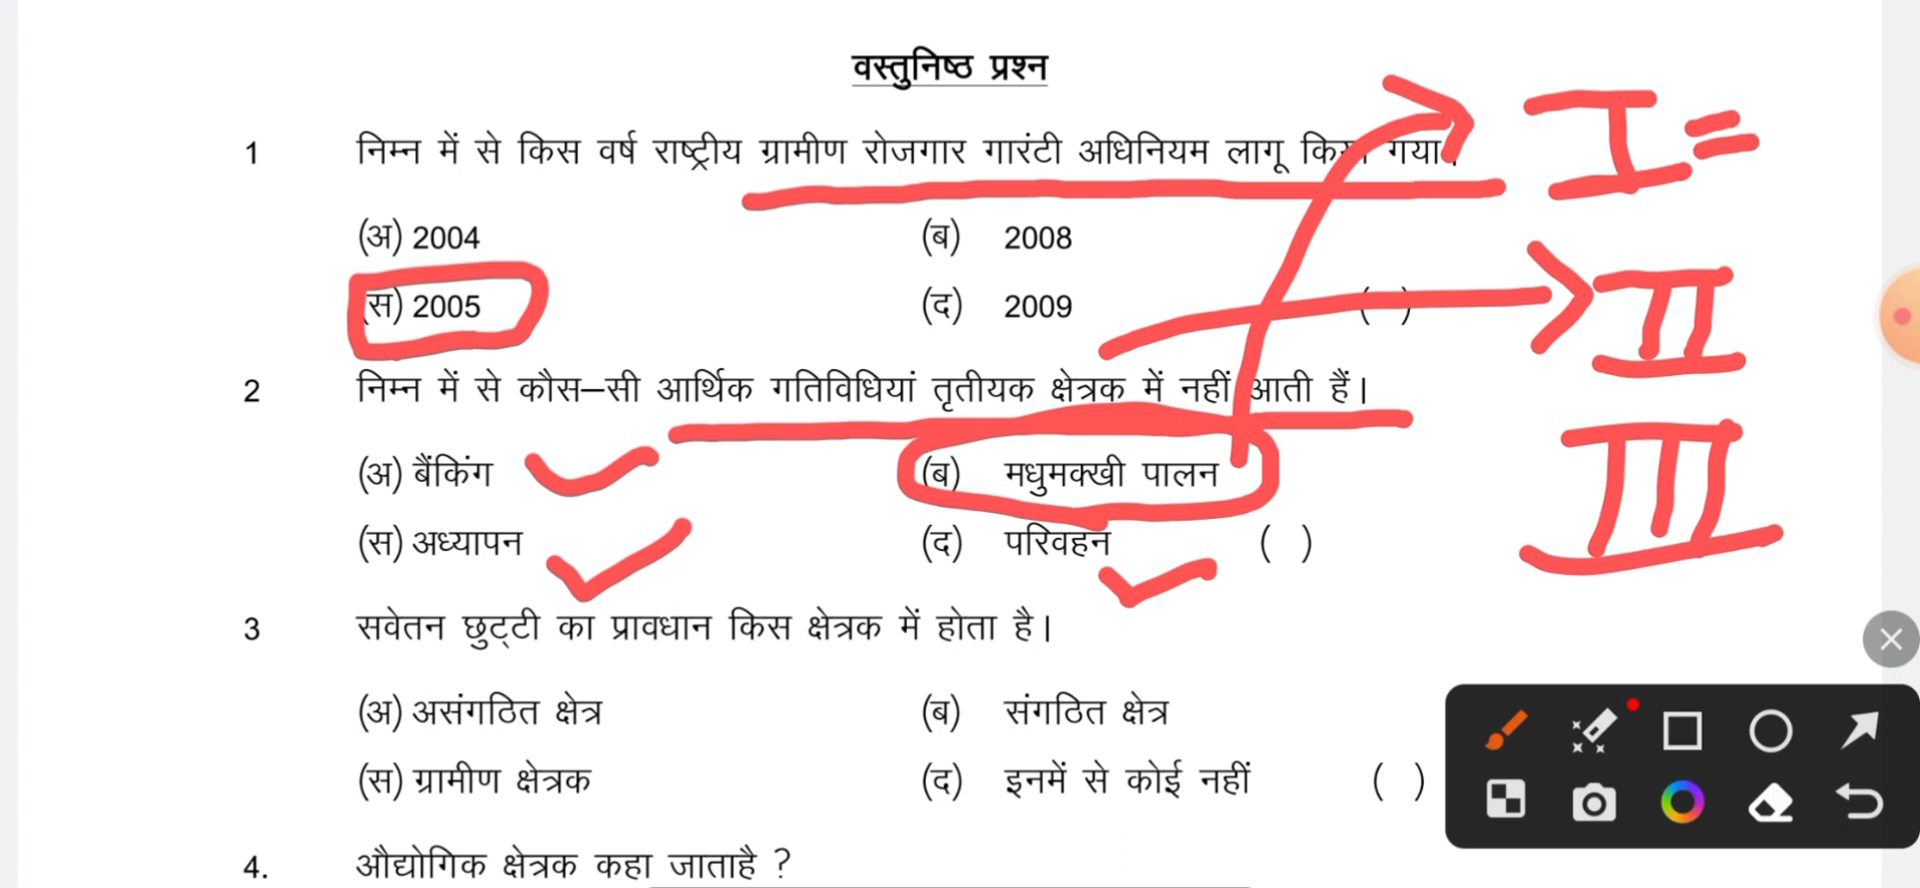 वस्तुनिष्ठ प्रश्न
1 निम्न में से किस वर्ष राष्ट्रीय ग्रामीण रोजगार गारंटी अधिनियम लागू किया गया। I =
(अ) 2004 (ब) 2008
(स) 2005 (द) 2009 ( ) II
2 निम्न में से कौस–सी आर्थिक गतिविधियां तृतीयक क्षेत्रक में नहीं आती हैं।
(अ) बैंकिंग (ब) मधुमक्खी पालन III
(स) अध्यापन (द) परिवहन ( )
3 सवेतन छुट्टी का प्रावधान किस क्षेत्रक में होता है।
(अ) असंगठित क्षेत्र (ब) संगठित क्षेत्र
(स) ग्रामीण क्षेत्रक (द) इनमें से कोई नहीं ( )
4. औद्योगिक क्षेत्रक कहा जाताहै ?